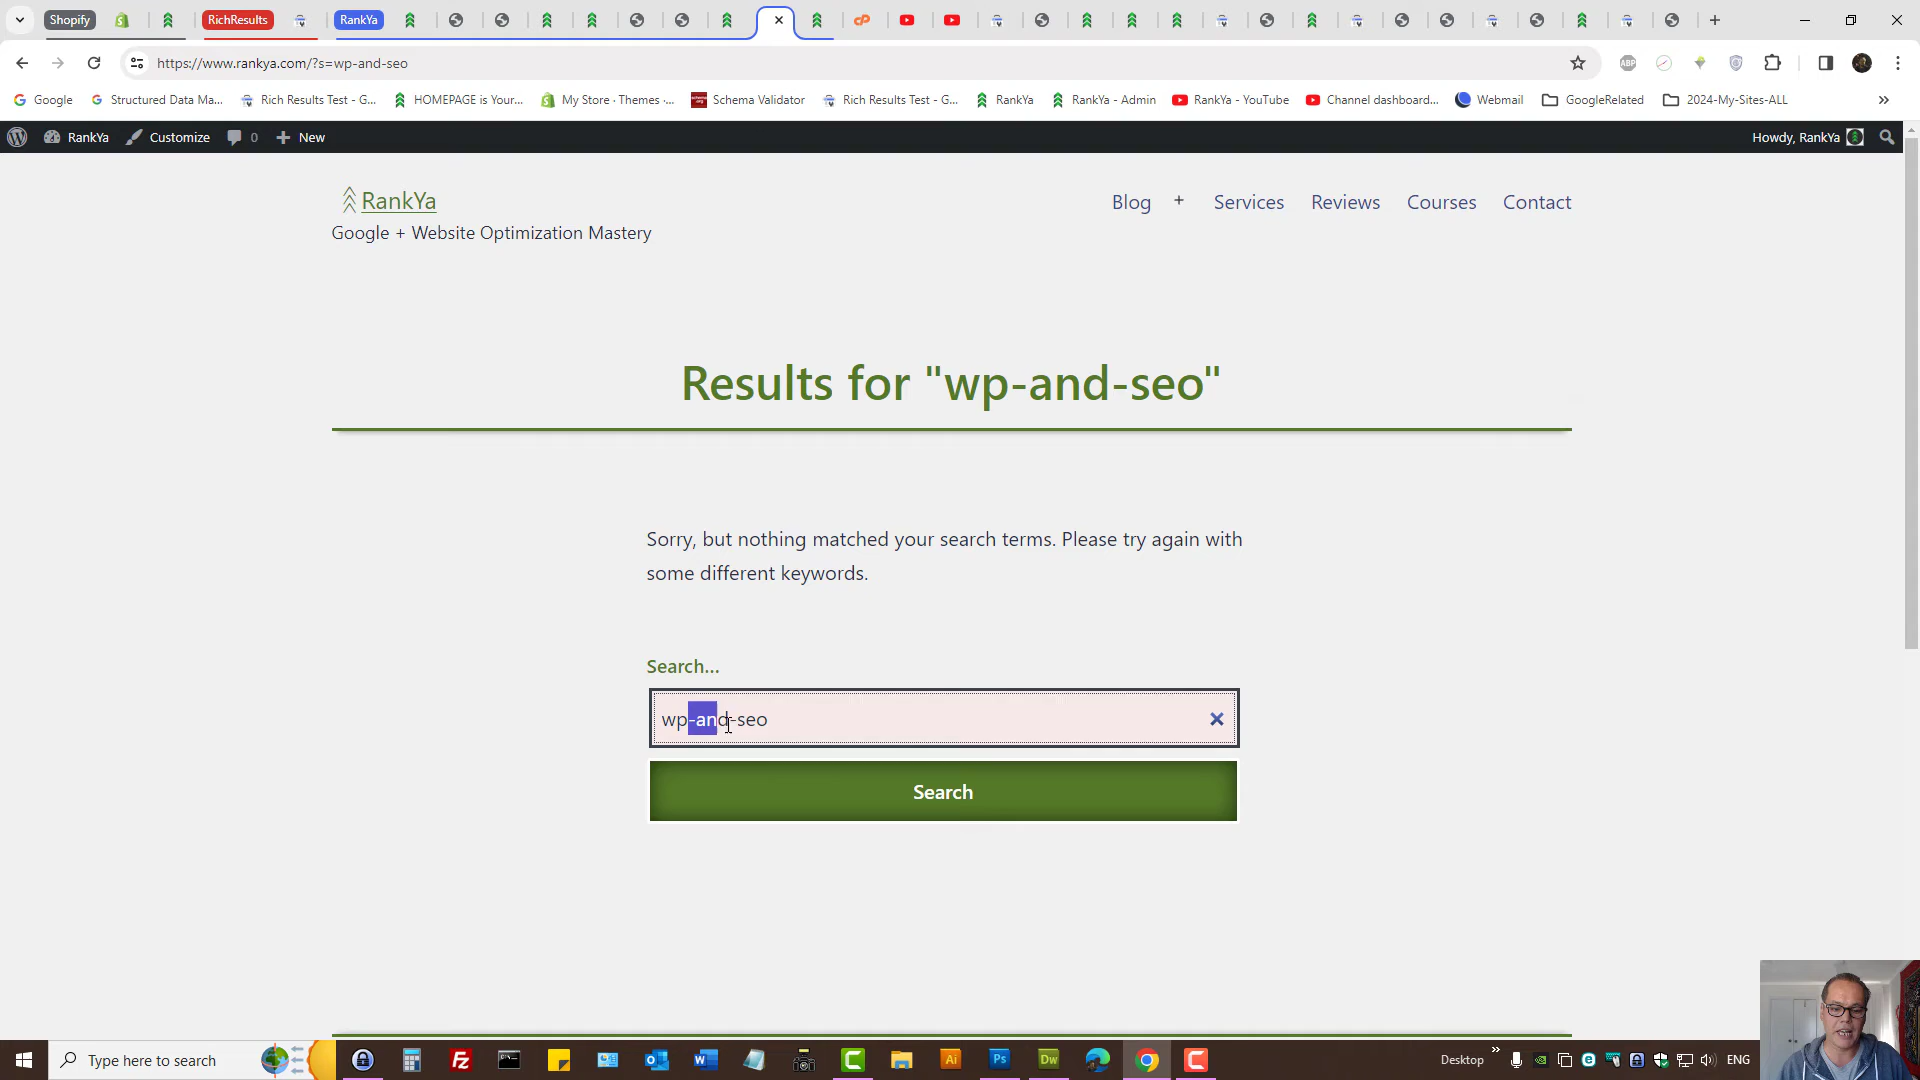 Shopify RichResults RankYa
https://www.rankya.com/?s=wp-and-seo
Google Structured Data Ma... Rich Results Test - G... HOMEPAGE is Your... My Store · Themes ·... Schema Validator Rich Results Test - G... RankYa RankYa - Admin RankYa - YouTube Channel dashboard... Webmail GoogleRelated 2024-My-Sites-ALL
RankYa Customize 0 New Howdy, RankYa
RankYa Blog + Services Reviews Courses Contact
Google + Website Optimization Mastery
Results for "wp-and-seo"
Sorry, but nothing matched your search terms. Please try again with
some different keywords.
Search...
wp-and-seo
Search
Type here to search Desktop ENG